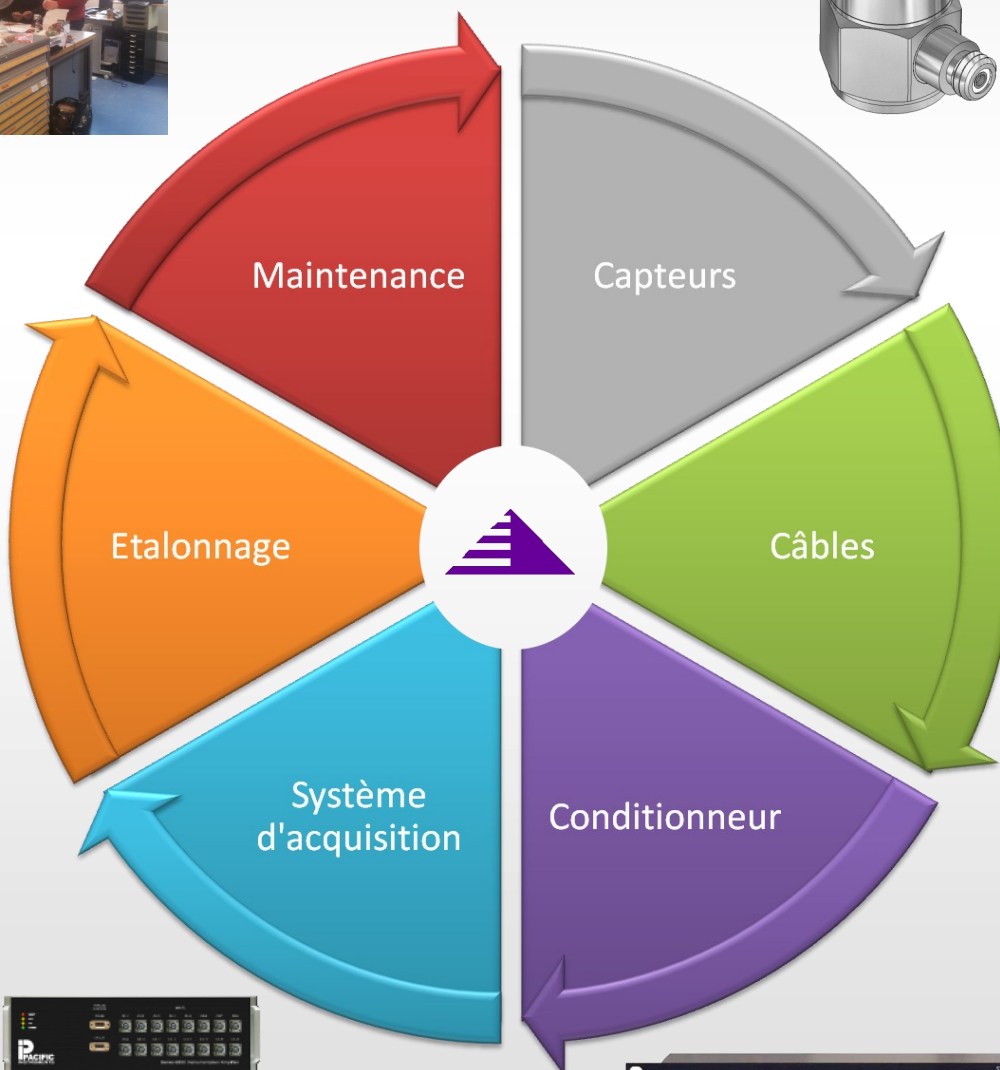 Maintenance
Capteurs
Etalonnage
Câbles
Système
d'acquisition
Conditionneur
PACIFIC